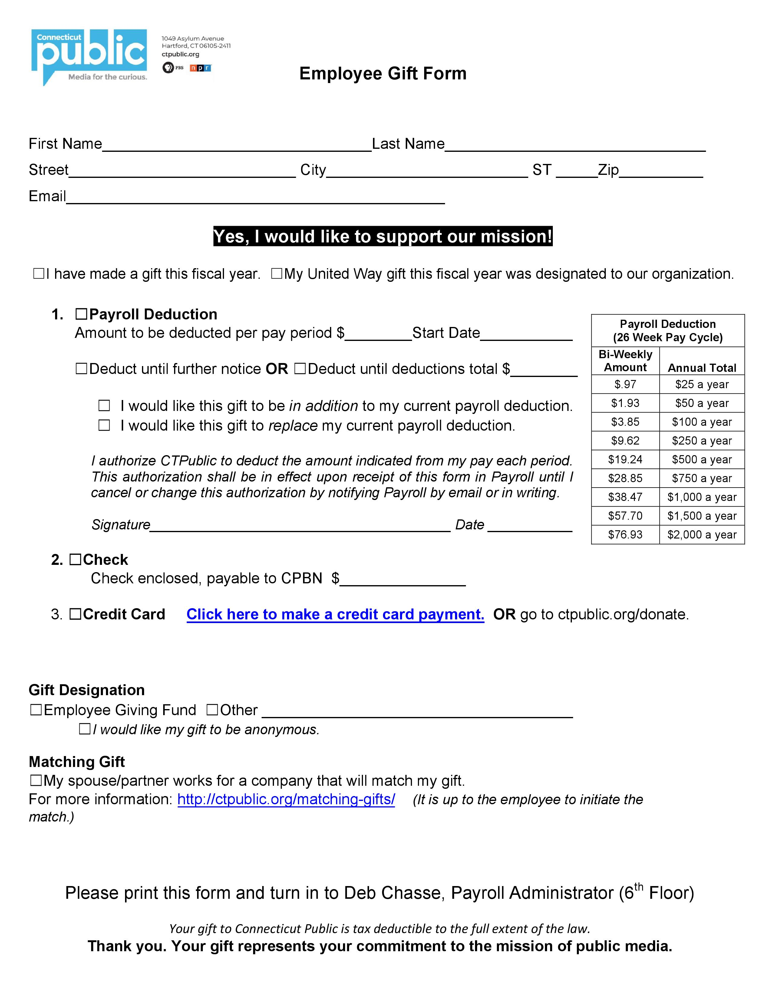 Connecticut
public
Media for the curious.
1049 Asylum Avenue
Hartford, CT 06105-2411
ctpublic.org
PBS npr
Employee Gift Form
First Name________________________________Last Name_______________________________
Street___________________________ City________________________ ST _____Zip__________
Email_____________________________________________
Yes, I would like to support our mission!
☐I have made a gift this fiscal year. ☐My United Way gift this fiscal year was designated to our organization.
1. ☐Payroll Deduction
Amount to be deducted per pay period $________Start Date___________
☐Deduct until further notice OR ☐Deduct until deductions total $________
☐ I would like this gift to be in addition to my current payroll deduction.
☐ I would like this gift to replace my current payroll deduction.
I authorize CTPublic to deduct the amount indicated from my pay each period.
This authorization shall be in effect upon receipt of this form in Payroll until I
cancel or change this authorization by notifying Payroll by email or in writing.
Signature____________________________________ Date __________
Payroll Deduction
(26 Week Pay Cycle)
Bi-Weekly Amount Annual Total
$.97 $25 a year
$1.93 $50 a year
$3.85 $100 a year
$9.62 $250 a year
$19.24 $500 a year
$28.85 $750 a year
$38.47 $1,000 a year
$57.70 $1,500 a year
$76.93 $2,000 a year
2. ☐Check
Check enclosed, payable to CPBN $_______________
3. ☐Credit Card Click here to make a credit card payment. OR go to ctpublic.org/donate.
Gift Designation
☐Employee Giving Fund ☐Other _____________________________________
☐I would like my gift to be anonymous.
Matching Gift
☐My spouse/partner works for a company that will match my gift.
For more information: http://ctpublic.org/matching-gifts/ (It is up to the employee to initiate the
match.)
Please print this form and turn in to Deb Chasse, Payroll Administrator (6th Floor)
Your gift to Connecticut Public is tax deductible to the full extent of the law.
Thank you. Your gift represents your commitment to the mission of public media.